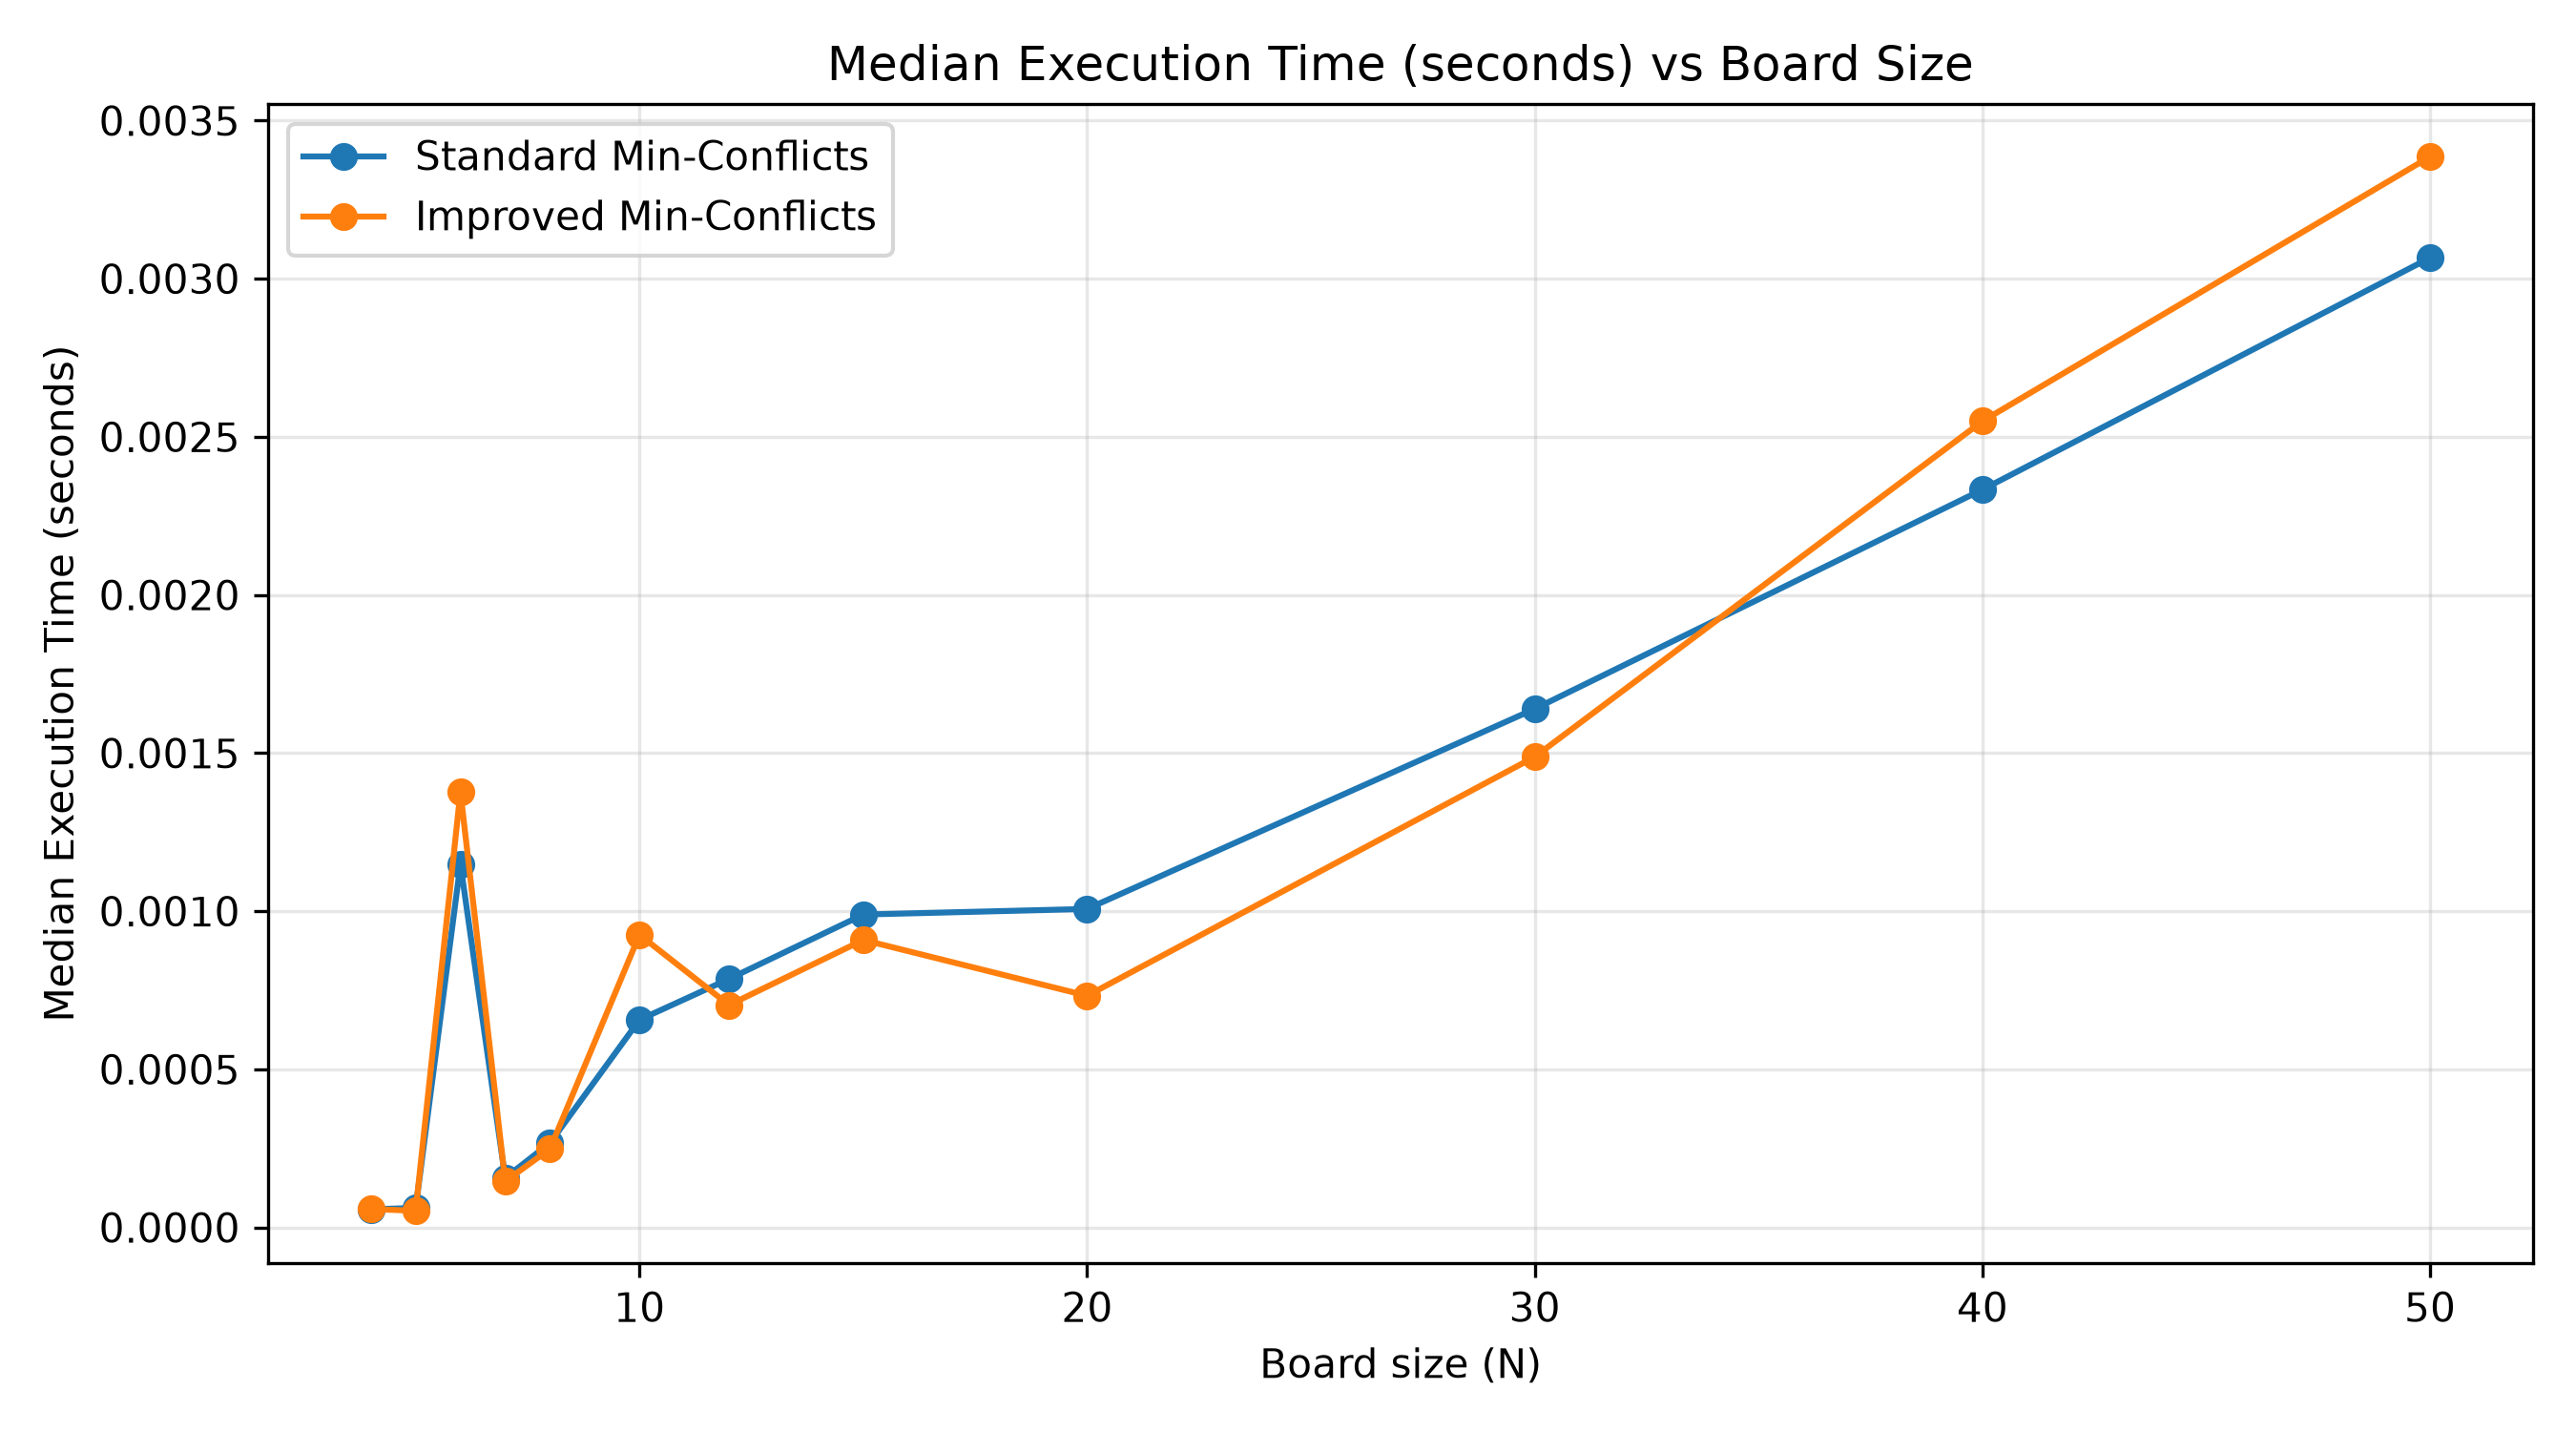 Median Execution Time (seconds) vs Board Size
Standard Min-Conflicts
Improved Min-Conflicts
Median Execution Time (seconds)
0.0035
0.0030
0.0025
0.0020
0.0015
0.0010
0.0005
0.0000
10 20 30 40 50
Board size (N)